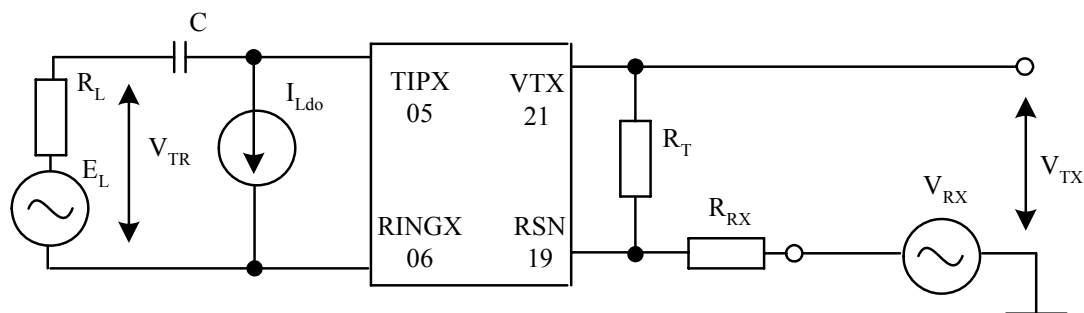 C
R_L
V_TR
E_L
I_Ldo
TIPX
05
VTX
21
RINGX
06
RSN
19
R_T
R_RX
V_RX
V_TX